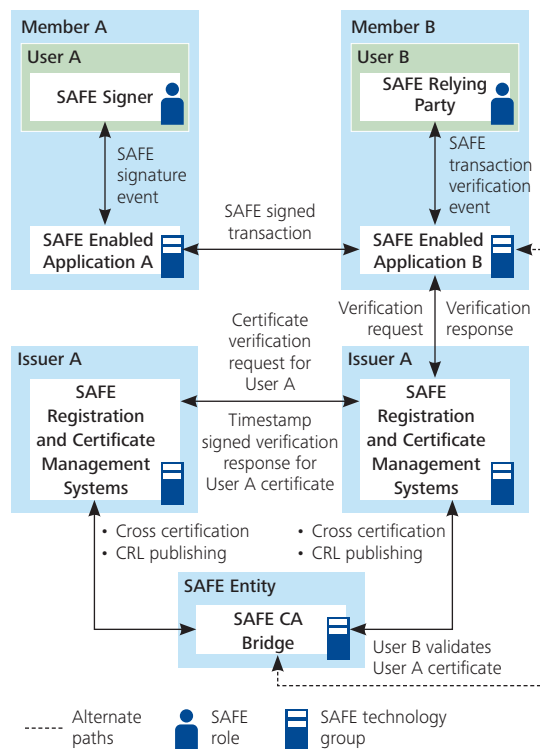 Member A
User A
SAFE Signer
SAFE
signature
event
SAFE Enabled
Application A
SAFE signed
transaction
Member B
User B
SAFE Relying
Party
SAFE
transaction
verification
event
SAFE Enabled
Application B
Verification
request
Verification
response
Certificate
verification
request for
User A
Timestamp
signed verification
response for
User A certificate
Issuer A
SAFE
Registration
and Certificate
Management
Systems
Issuer A
SAFE
Registration
and Certificate
Management
Systems
• Cross certification
• CRL publishing
• Cross certification
• CRL publishing
SAFE Entity
SAFE CA
Bridge
User B validates
User A certificate
Alternate
paths
SAFE
role
SAFE technology
group